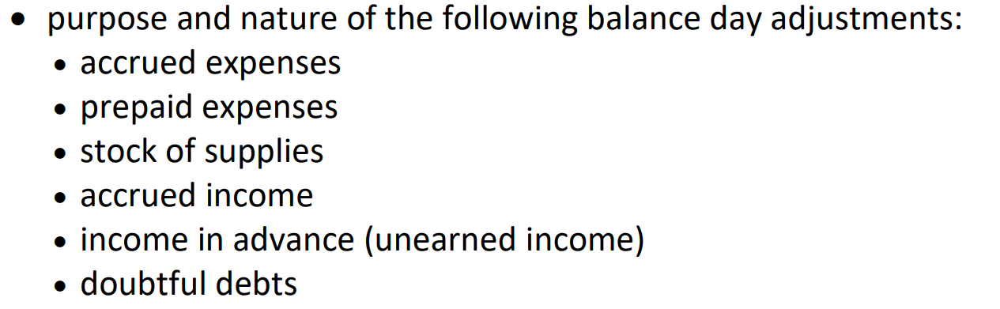 • purpose and nature of the following balance day adjustments:
• accrued expenses
• prepaid expenses
• stock of supplies
• accrued income
• income in advance (unearned income)
• doubtful debts